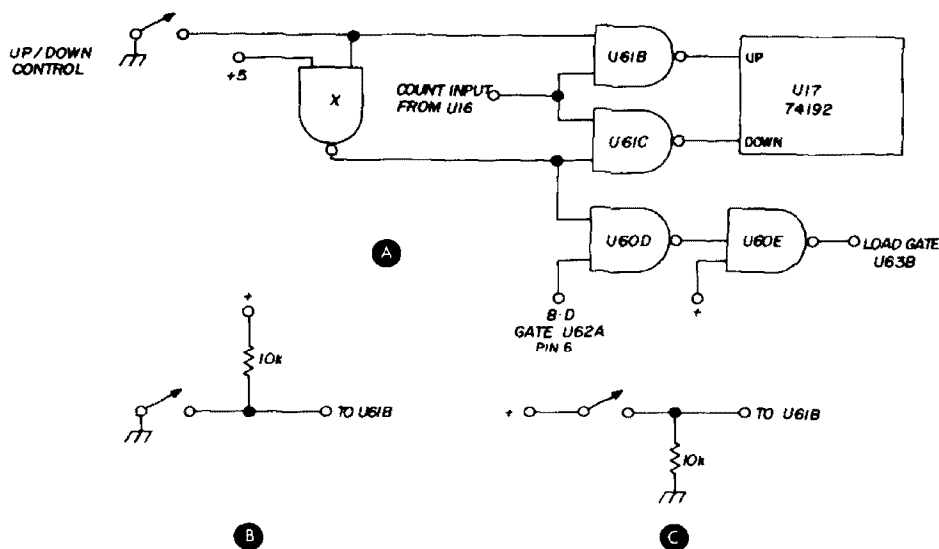 UP/DOWN
CONTROL
+5
X
COUNT INPUT
FROM U16
U61B
U61C
UP
U17
74192
DOWN
U60D
U60E
LOAD GATE
U63B
8-D
GATE U62A
PIN 6
+
A
+
10k
TO U61B
B
+
TO U61B
10k
C